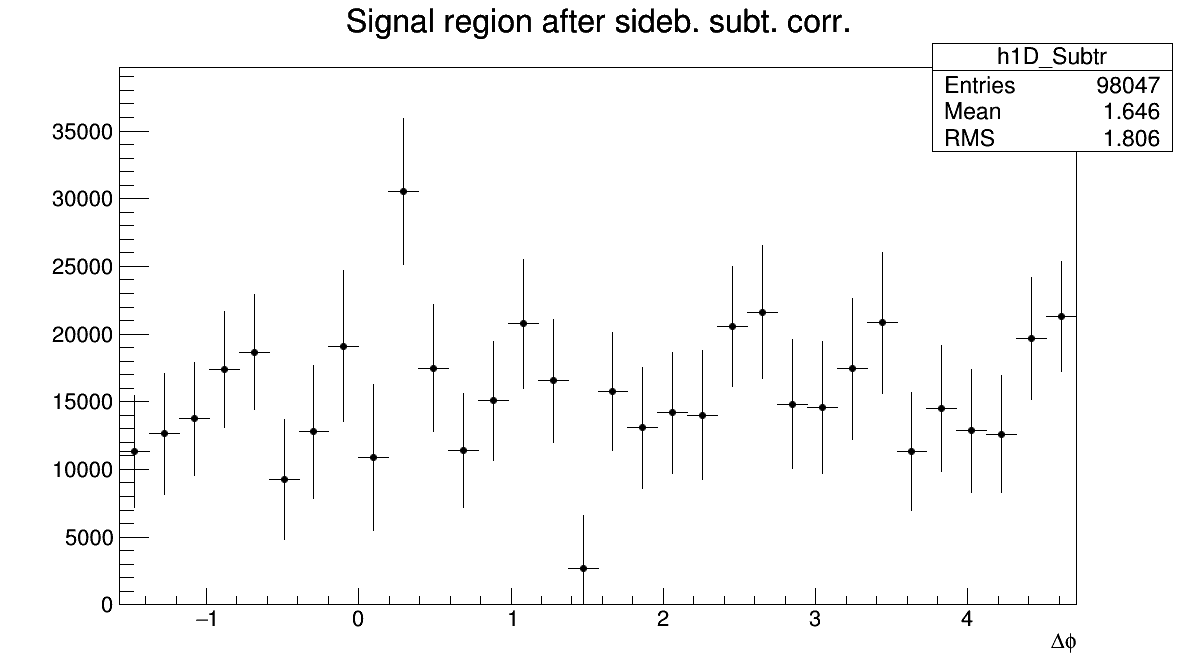 Signal region after sideb. subt. corr.
h1D_Subtr
Entries 98047
Mean 1.646
RMS 1.806
35000
30000
25000
20000
15000
10000
5000
0
−1 0 1 2 3 4
Δϕ